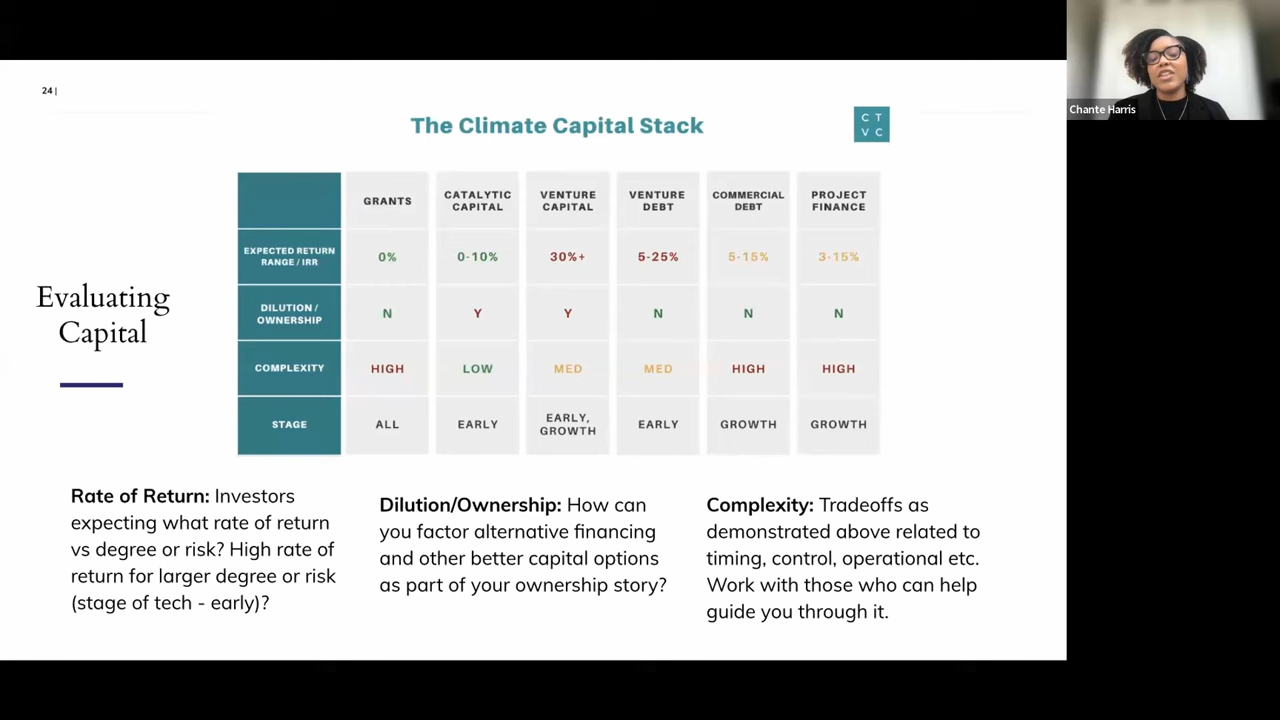 24 |
The Climate Capital Stack
C T
V C
GRANTS
CATALYTIC
CAPITAL
VENTURE
CAPITAL
VENTURE
DEBT
COMMERCIAL
DEBT
PROJECT
FINANCE
EXPECTED RETURN
RANGE / IRR
0%
0-10%
30%+
5-25%
5-15%
3-15%
DILUTION /
OWNERSHIP
N
Y
Y
N
N
N
COMPLEXITY
HIGH
LOW
MED
MED
HIGH
HIGH
STAGE
ALL
EARLY
EARLY,
GROWTH
EARLY
GROWTH
GROWTH
Evaluating
Capital
Rate of Return: Investors
expecting what rate of return
vs degree or risk? High rate of
return for larger degree or risk
(stage of tech - early)?
Dilution/Ownership: How can
you factor alternative financing
and other better capital options
as part of your ownership story?
Complexity: Tradeoffs as
demonstrated above related to
timing, control, operational etc.
Work with those who can help
guide you through it.
Chante Harris